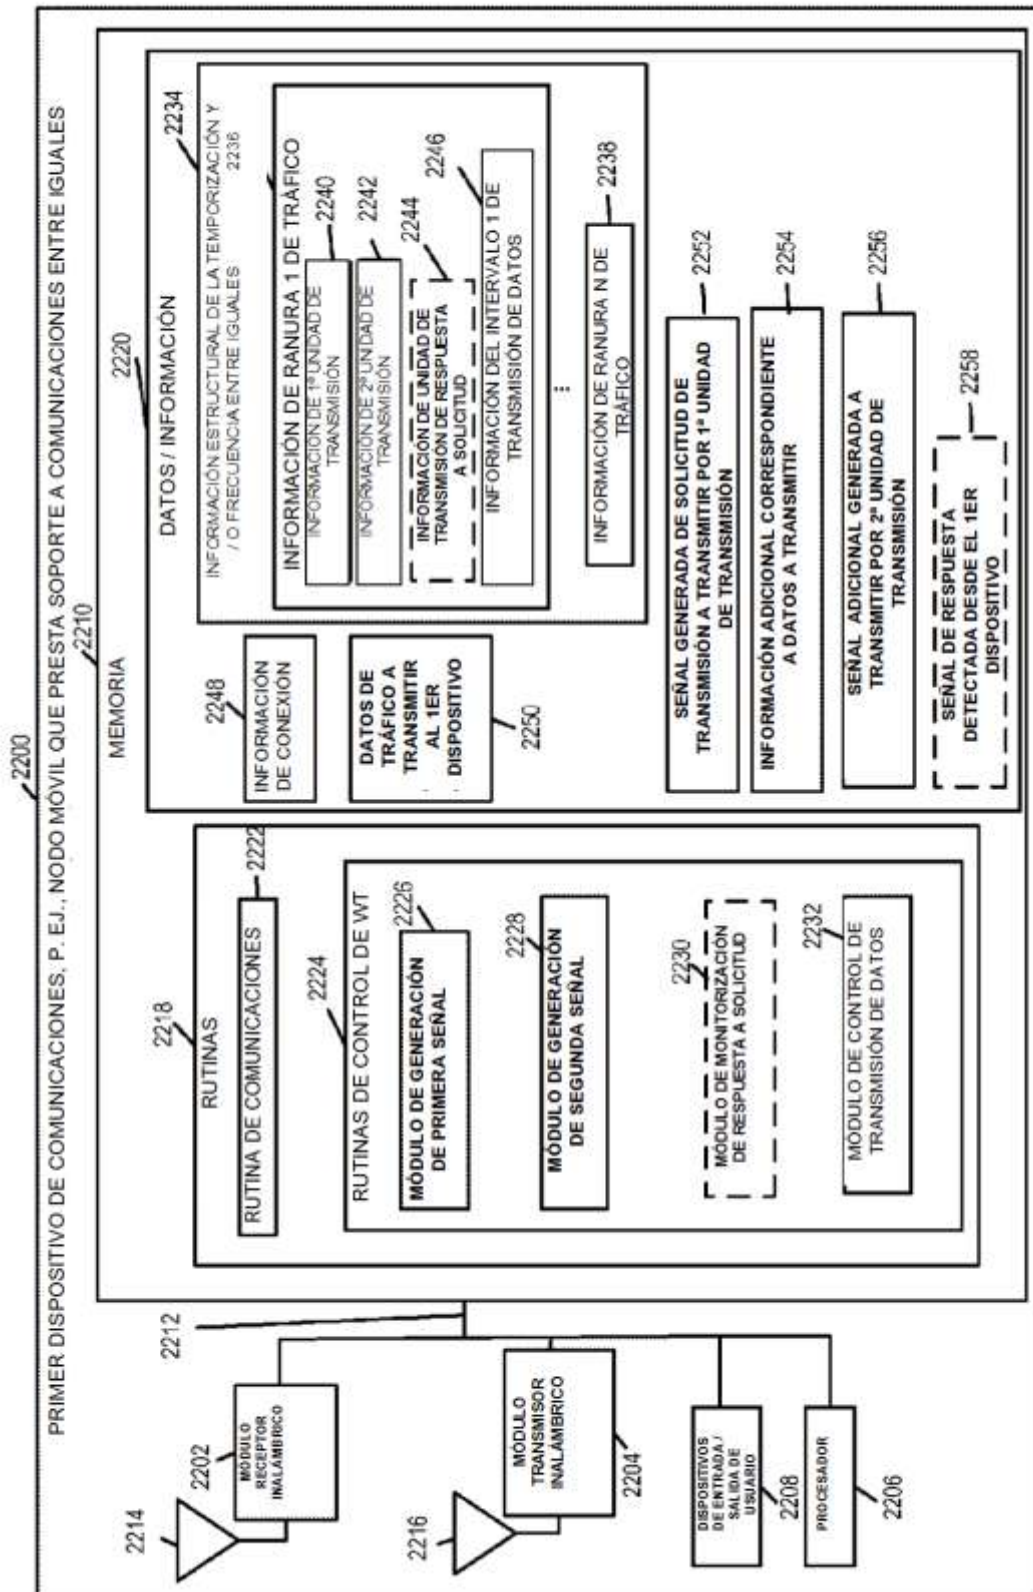 PRIMER DISPOSITIVO DE COMUNICACIONES, P. EJ., NODO MÓVIL QUE PRESTA SOPORTE A COMUNICACIONES ENTRE IGUALES
2200
2214
2202
MÓDULO
RECEPTOR
INALÁMBRICO
2216
MÓDULO
TRANSMISOR
INALÁMBRICO
2204
DISPOSITIVOS
DE ENTRADA /
SALIDA DE
USUARIO
2208
PROCESADOR
2206
2212
2210
MEMORIA
2218
RUTINAS
RUTINA DE COMUNICACIONES
2222
2224
RUTINAS DE CONTROL DE WT
2226
MÓDULO DE GENERACIÓN
DE PRIMERA SEÑAL
2228
MÓDULO DE GENERACIÓN
DE SEGUNDA SEÑAL
2230
MÓDULO DE MONITORIZACIÓN
DE RESPUESTA A SOLICITUD
2232
MÓDULO DE CONTROL DE
TRANSMISIÓN DE DATOS
2220
DATOS / INFORMACIÓN
2248
INFORMACIÓN
DE CONEXIÓN
DATOS DE
TRÁFICO A
TRANSMITIR
AL 1ER
DISPOSITIVO
2250
2234
INFORMACIÓN ESTRUCTURAL DE LA TEMPORIZACIÓN Y
/ O FRECUENCIA ENTRE IGUALES
2236
INFORMACIÓN DE RANURA 1 DE TRÁFICO
2240
INFORMACIÓN DE 1ª UNIDAD DE
TRANSMISIÓN
2242
INFORMACIÓN DE 2ª UNIDAD DE
TRANSMISIÓN
2244
INFORMACIÓN DE UNIDAD DE
TRANSMISIÓN DE RESPUESTA
A SOLICITUD
2246
INFORMACIÓN DEL INTERVALO 1 DE
TRANSMISIÓN DE DATOS
...
2238
INFORMACIÓN DE RANURA N DE
TRÁFICO
2252
SEÑAL GENERADA DE SOLICITUD DE
TRANSMISIÓN A TRANSMITIR POR 1ª UNIDAD
DE TRANSMISIÓN
2254
INFORMACIÓN ADICIONAL CORRESPONDIENTE
A DATOS A TRANSMITIR
2256
SEÑAL ADICIONAL GENERADA A
TRANSMITIR POR 2ª UNIDAD DE
TRANSMISIÓN
2258
SEÑAL DE RESPUESTA
DETECTADA DESDE EL 1ER
DISPOSITIVO